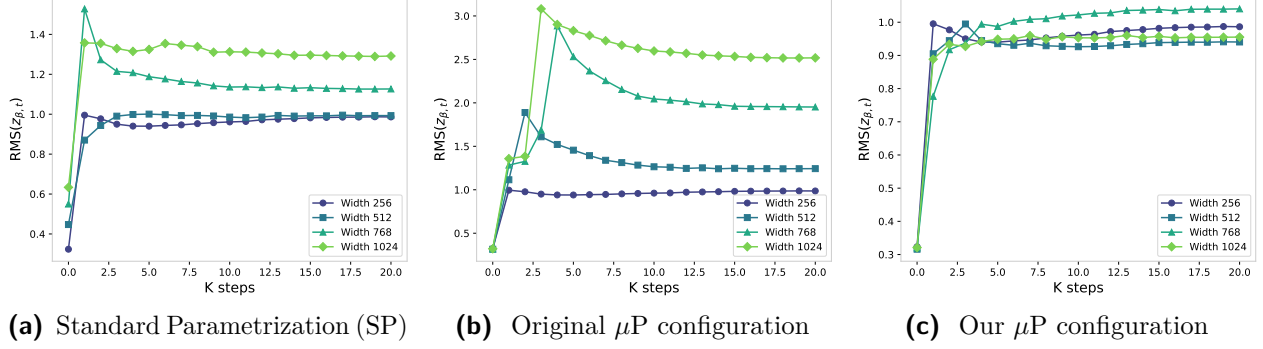 RMS(z_{β,t})
1.4
1.2
1.0
0.8
0.6
0.4
0.0 2.5 5.0 7.5 10.0 12.5 15.0 17.5 20.0
K steps
Width 256
Width 512
Width 768
Width 1024
(a) Standard Parametrization (SP)
RMS(z_{β,t})
3.0
2.5
2.0
1.5
1.0
0.5
0.0 2.5 5.0 7.5 10.0 12.5 15.0 17.5 20.0
K steps
Width 256
Width 512
Width 768
Width 1024
(b) Original μP configuration
RMS(z_{β,t})
1.0
0.9
0.8
0.7
0.6
0.5
0.4
0.3
0.0 2.5 5.0 7.5 10.0 12.5 15.0 17.5 20.0
K steps
Width 256
Width 512
Width 768
Width 1024
(c) Our μP configuration